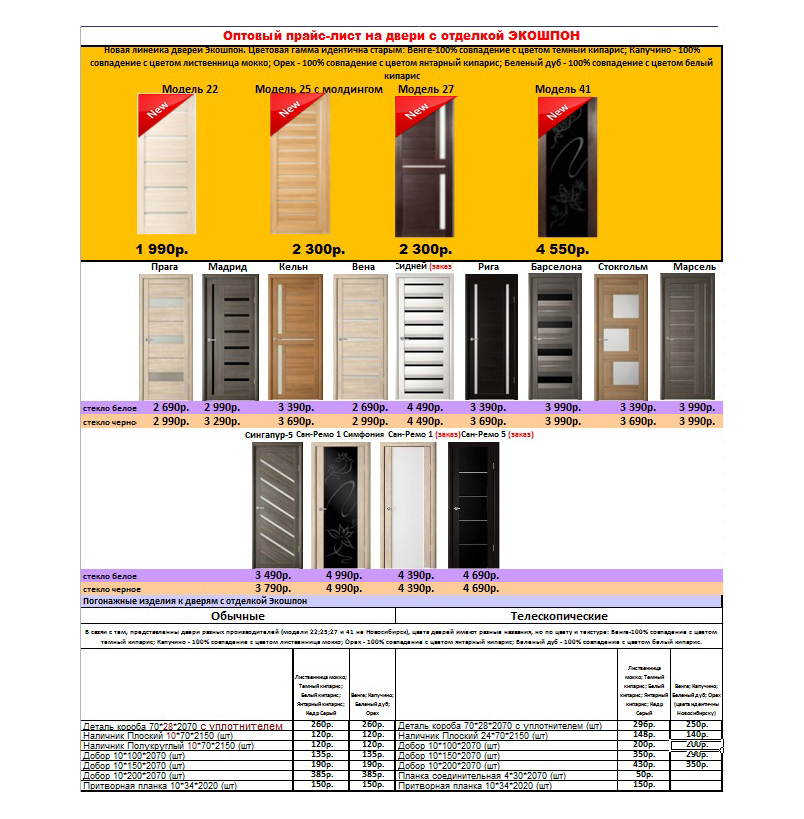 Оптовый прайс-лист на двери с отделкой ЭКОШПОН
Новая линейка дверей Экошпон. Цветовая гамма идентична старым: Венге-100% совпадение с цветом темный кипарис; Капучино - 100%
совпадение с цветом лиственница мокко; Орех - 100% совпадение с цветом янтарный кипарис; Беленый дуб - 100% совпадение с цветом белый
кипарис
Модель 22 Модель 25 с молдингом Модель 27 Модель 41
New New New New
1 990р. 2 300р. 2 300р. 4 550р.
Прага Мадрид Кельн Вена Сидней (заказ Рига Барселона Стокгольм Марсель
стекло белое 2 690р. 2 990р. 3 390р. 2 690р. 4 490р. 3 390р. 3 990р. 3 390р. 3 990р.
стекло черно 2 990р. 3 290р. 3 690р. 2 990р. 4 490р. 3 690р. 3 990р. 3 690р. 3 990р.
Сингапур-5 Сан-Ремо 1 Симфония Сан-Ремо 1 (заказ) Сан-Ремо 5 (заказ)
стекло белое 3 490р. 4 990р. 4 390р. 4 690р.
стекло черное 3 790р. 4 990р. 4 390р. 4 690р.
Погонажные изделия к дверям с отделкой Экошпон
Обычные Телескопические
В связи с тем, представленны двери разных производителей (модели 22;25;27 и 41 не Новосибирск), цвета дверей имеют разные названия, но по цвету и текстуре: Венге-100% совпадение с цветом
темный кипарис; Капучино - 100% совпадение с цветом лиственница мокко; Орех - 100% совпадение с цветом янтарный кипарис; Беленый дуб - 100% совпадение с цветом белый кипарис.
Лиственница мокко; Темный кипарис; Белый кипарис; Янтарный кипарис; Кедр Серый
Венге; Капучино; Беленый дуб; Орех
Лиственница мокко; Темный кипарис; Белый кипарис; Янтарный кипарис; Кедр Серый
Венге; Капучино; Беленый дуб; Орех (цвета идентичны Новосибирску)
Деталь короба 70*28*2070 с уплотнителем 260р. 260р. Деталь короба 70*28*2070 с уплотнителем (шт) 296р. 250р.
Наличник Плоский 10*70*2150 (шт) 120р. 120р. Наличник Плоский 24*70*2150 (шт) 148р. 140р.
Наличник Полукруглый 10*70*2150 (шт) 120р. 120р. Добор 10*100*2070 (шт) 200р. 200р.
Добор 10*100*2070 (шт) 135р. 135р. Добор 10*150*2070 (шт) 350р. 290р.
Добор 10*150*2070 (шт) 190р. 190р. Добор 10*200*2070 (шт) 430р. 350р.
Добор 10*200*2070 (шт) 385р. 385р. Планка соединительная 4*30*2070 (шт) 50р.
Притворная планка 10*34*2020 (шт) 150р. 150р. Притворная планка 10*34*2020 (шт) 150р.